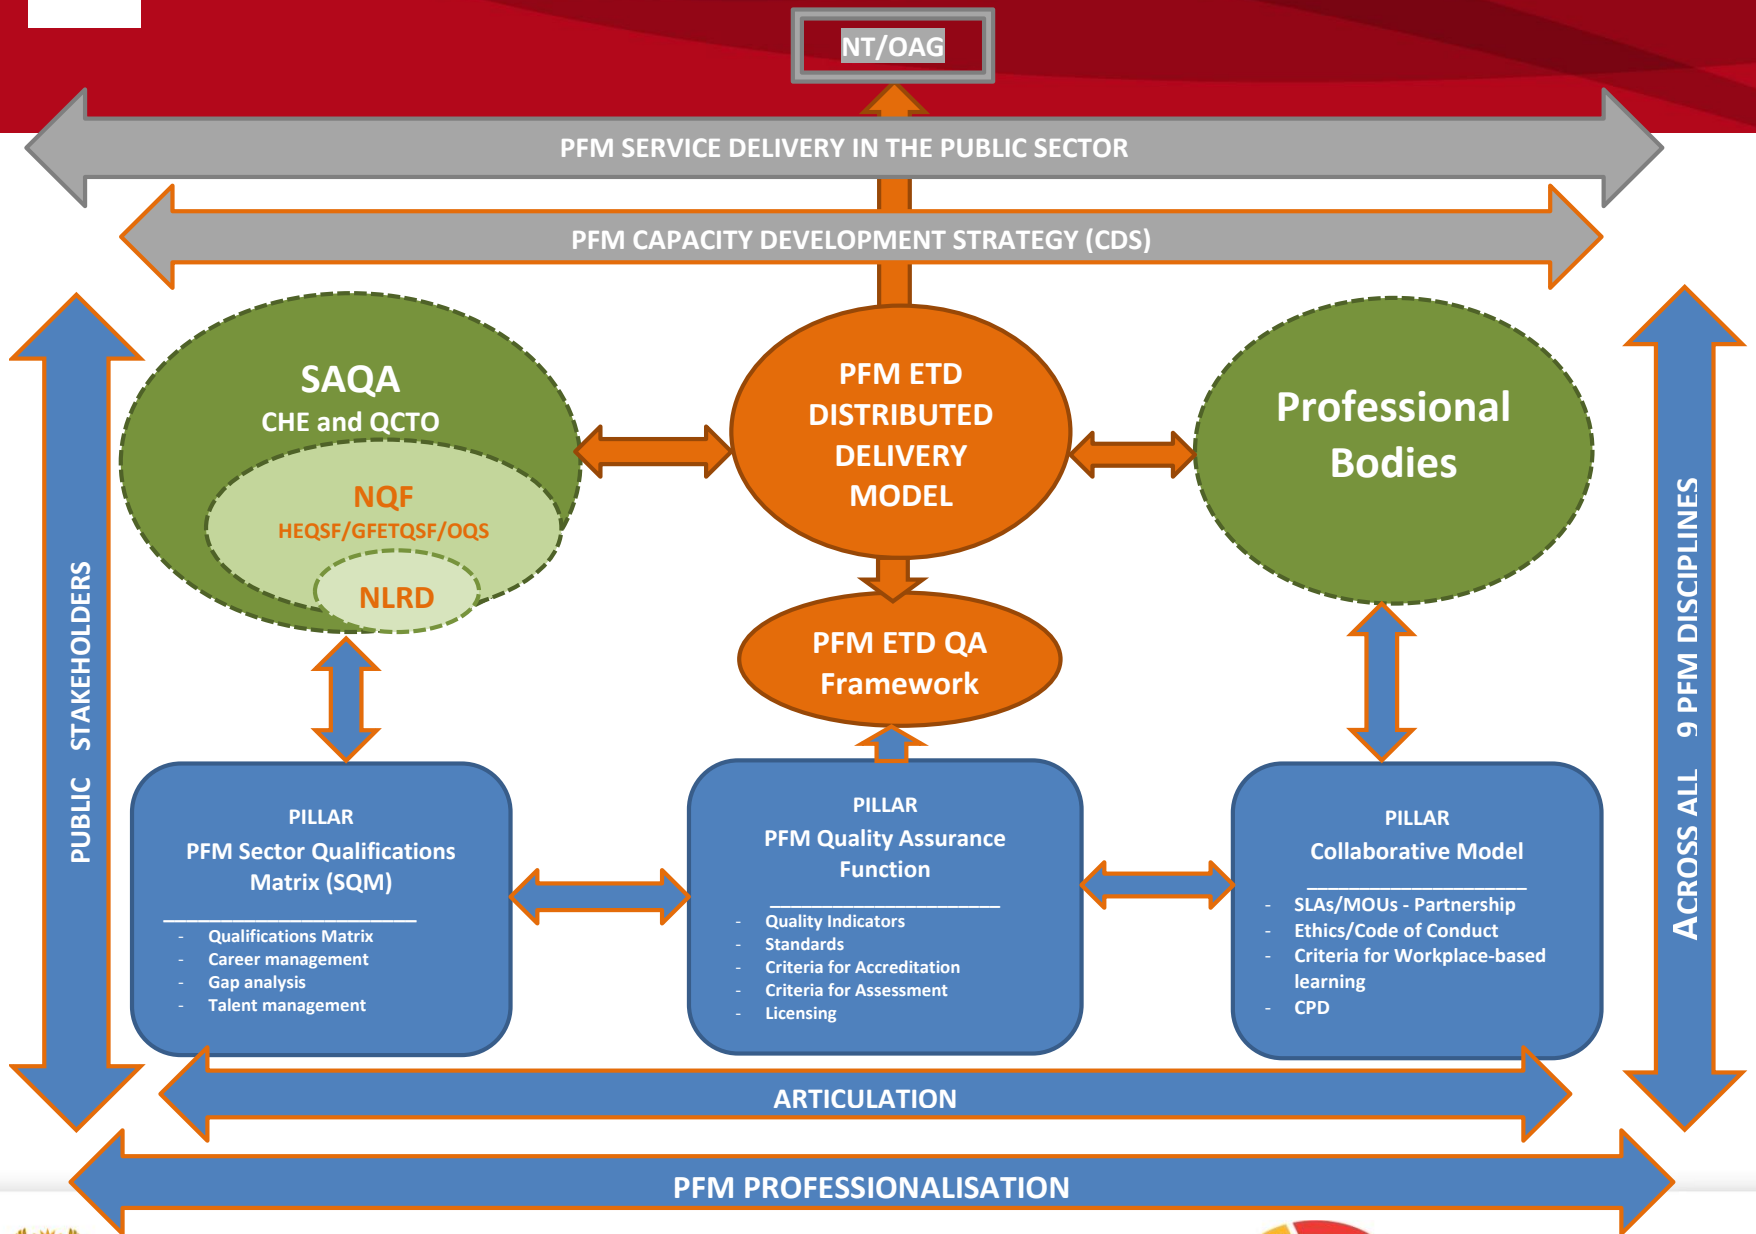 NT/OAG
PFM SERVICE DELIVERY IN THE PUBLIC SECTOR
PFM CAPACITY DEVELOPMENT STRATEGY (CDS)
SAQA
CHE and QCTO
NQF
HEQSF/GFETQSF/OQS
NLRD
PFM ETD
DISTRIBUTED
DELIVERY
MODEL
Professional
Bodies
PFM ETD QA
Framework
PUBLIC STAKEHOLDERS
ACROSS ALL 9 PFM DISCIPLINES
PILLAR
PFM Sector Qualifications
Matrix (SQM)
- Qualifications Matrix
- Career management
- Gap analysis
- Talent management
PILLAR
PFM Quality Assurance
Function
- Quality Indicators
- Standards
- Criteria for Accreditation
- Criteria for Assessment
- Licensing
PILLAR
Collaborative Model
- SLAs/MOUs - Partnership
- Ethics/Code of Conduct
- Criteria for Workplace-based
learning
- CPD
ARTICULATION
PFM PROFESSIONALISATION